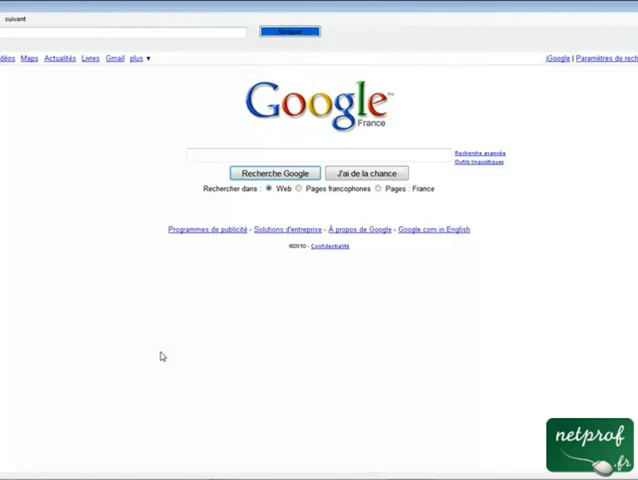 suivant
déos Maps Actualités Livres Gmail plus ▼
iGoogle | Paramètres de rech
Google™
France
Recherche avancée
Outils linguistiques
Recherche Google J'ai de la chance
Rechercher dans : Web Pages francophones Pages : France
Programmes de publicité - Solutions d'entreprise - À propos de Google - Google.com in English
©2010 - Confidentialité
netprof
.fr